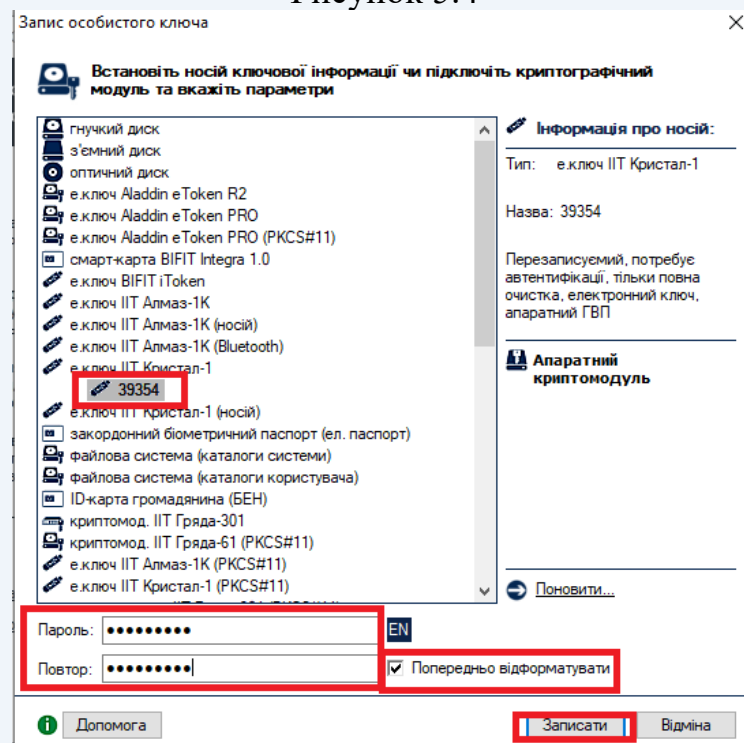 Рисунок 3.4
Запис особистого ключа
Встановіть носій ключової інформації чи підключіть криптографічний
модуль та вкажіть параметри
гнучкий диск
з'ємний диск
оптичний диск
е.ключ Aladdin eToken R2
е.ключ Aladdin eToken PRO
е.ключ Aladdin eToken PRO (PKCS#11)
смарт-карта BIFIT Integra 1.0
е.ключ BIFIT iToken
е.ключ ІІТ Алмаз-1К
е.ключ ІІТ Алмаз-1К (носій)
е.ключ ІІТ Алмаз-1К (Bluetooth)
е.ключ ІІТ Кристал-1
39354
е.ключ ІІТ Кристал-1 (носій)
закордонний біометричний паспорт (ел. паспорт)
файлова система (каталоги системи)
файлова система (каталоги користувача)
ID-карта громадянина (БЕН)
криптомод. ІІТ Гряда-301
криптомод. ІІТ Гряда-61 (PKCS#11)
е.ключ ІІТ Алмаз-1К (PKCS#11)
е.ключ ІІТ Кристал-1 (PKCS#11)
Інформація про носій:
Тип: е.ключ ІІТ Кристал-1
Назва: 39354
Перезаписуємий, потребує
автентифікації, тільки повна
очистка, електронний ключ,
апаратний ГВП
Апаратний
криптомодуль
Поновити...
Пароль: ●●●●●●●●● EN
Повтор: ●●●●●●●●●
Попередньо відформатувати
Допомога
Записати
Відміна